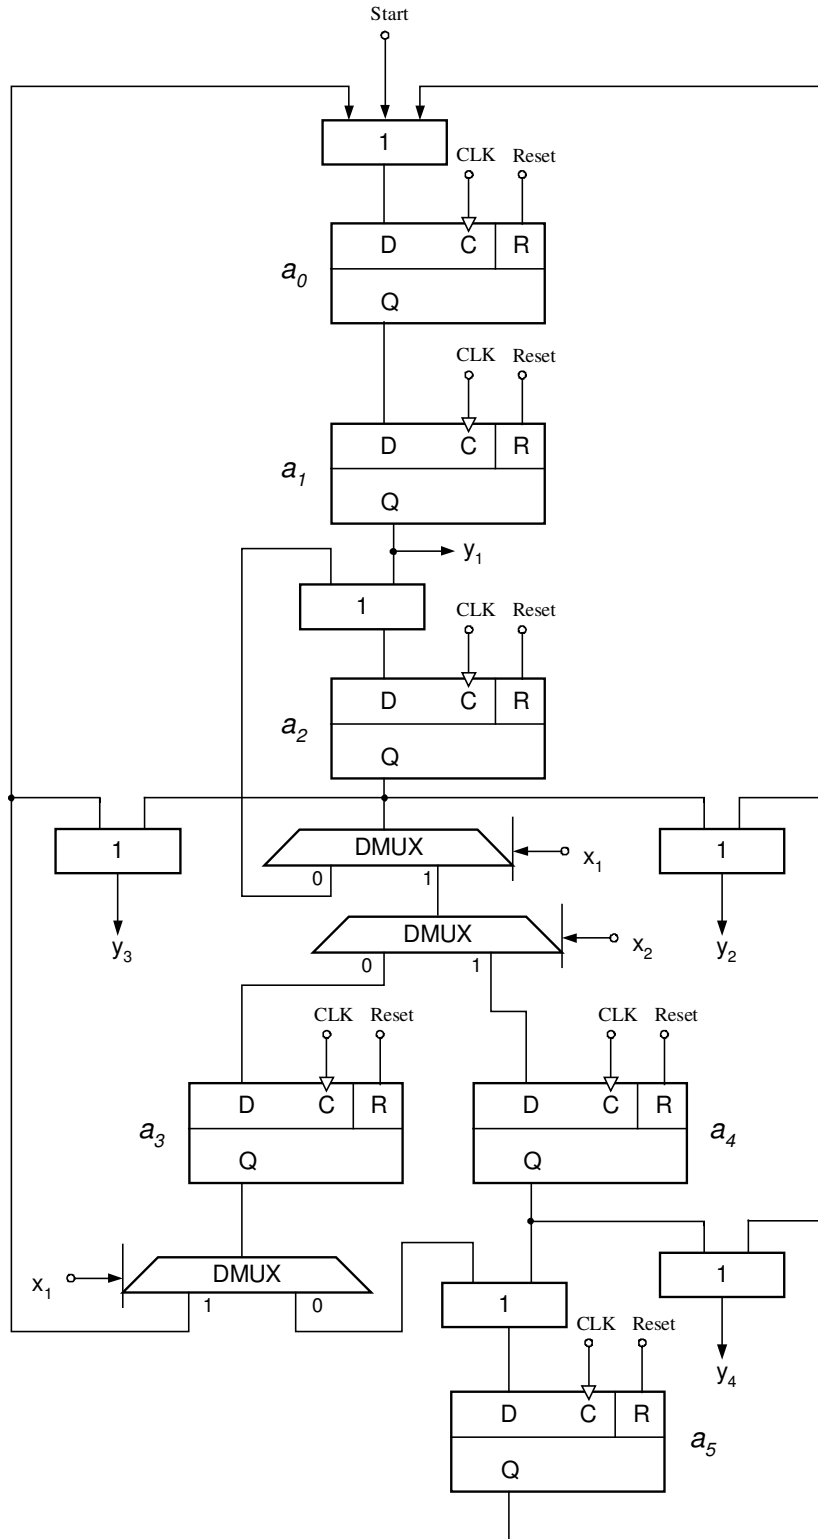 Start
1
CLK Reset
D C R
a0
Q
CLK Reset
D C R
a1
Q
y1
1
CLK Reset
D C R
a2
Q
1 DMUX 1
x1
0 1
y3 DMUX y2
x2
0 1
CLK Reset CLK Reset
D C R D C R
a3 a4
Q Q
DMUX 1
x1
1 0 1
CLK Reset
y4
D C R
a5
Q